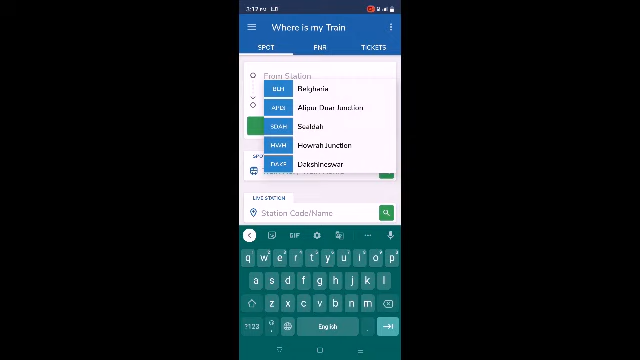 Where is my Train
SPOT PNR TICKETS
From Station
BLH Belgharia
APDJ Alipur Duar Junction
SDAH Sealdah
HWH Howrah Junction
DAKE Dakshineswar
SPO
LIVE STATION
Station Code/Name
GIF
q w e r t y u i o p
a s d f g h j k l
z x c v b n m
?123 @ , English .